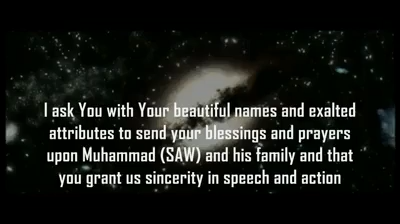 I ask You with Your beautiful names and exalted
attributes to send your blessings and prayers
upon Muhammad (SAW) and his family and that
you grant us sincerity in speech and action